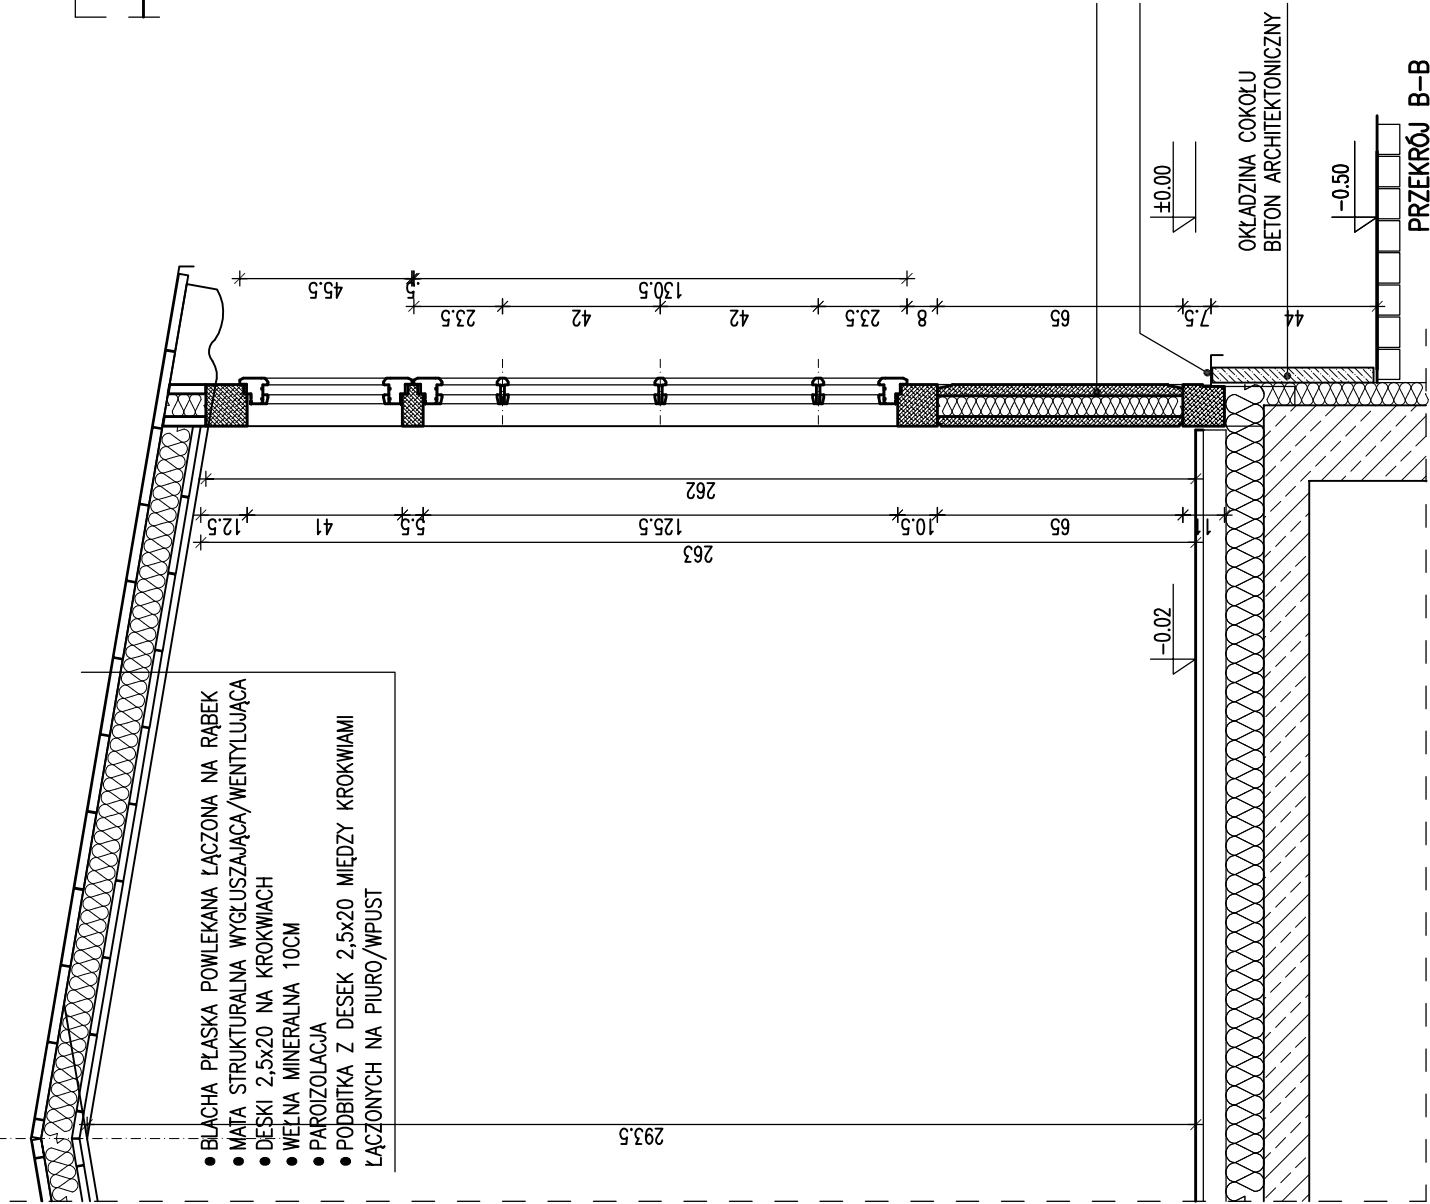 • BLACHA PŁASKA POWLEKANA ŁĄCZONA NA RĄBEK
• MATA STRUKTURALNA WYGŁUSZAJĄCA/WENTYLUJĄCA
• DESKI 2,5x20 NA KROKWIACH
• WEŁNA MINERALNA 10CM
• PAROIZOLACJA
• PODBITKA Z DESEK 2,5x20 MIĘDZY KROKWIAMI
ŁĄCZONYCH NA PIURO/WPUST
45.5
.5
130.5
23.5
42
42
23.5
8
65
7.5
44
262
12.5
41
5.5
125.5
10.5
65
11
263
293.5
-0.02
±0.00
-0.50
OKŁADZINA COKOŁU
BETON ARCHITEKTONICZNY
PRZEKRÓJ B-B